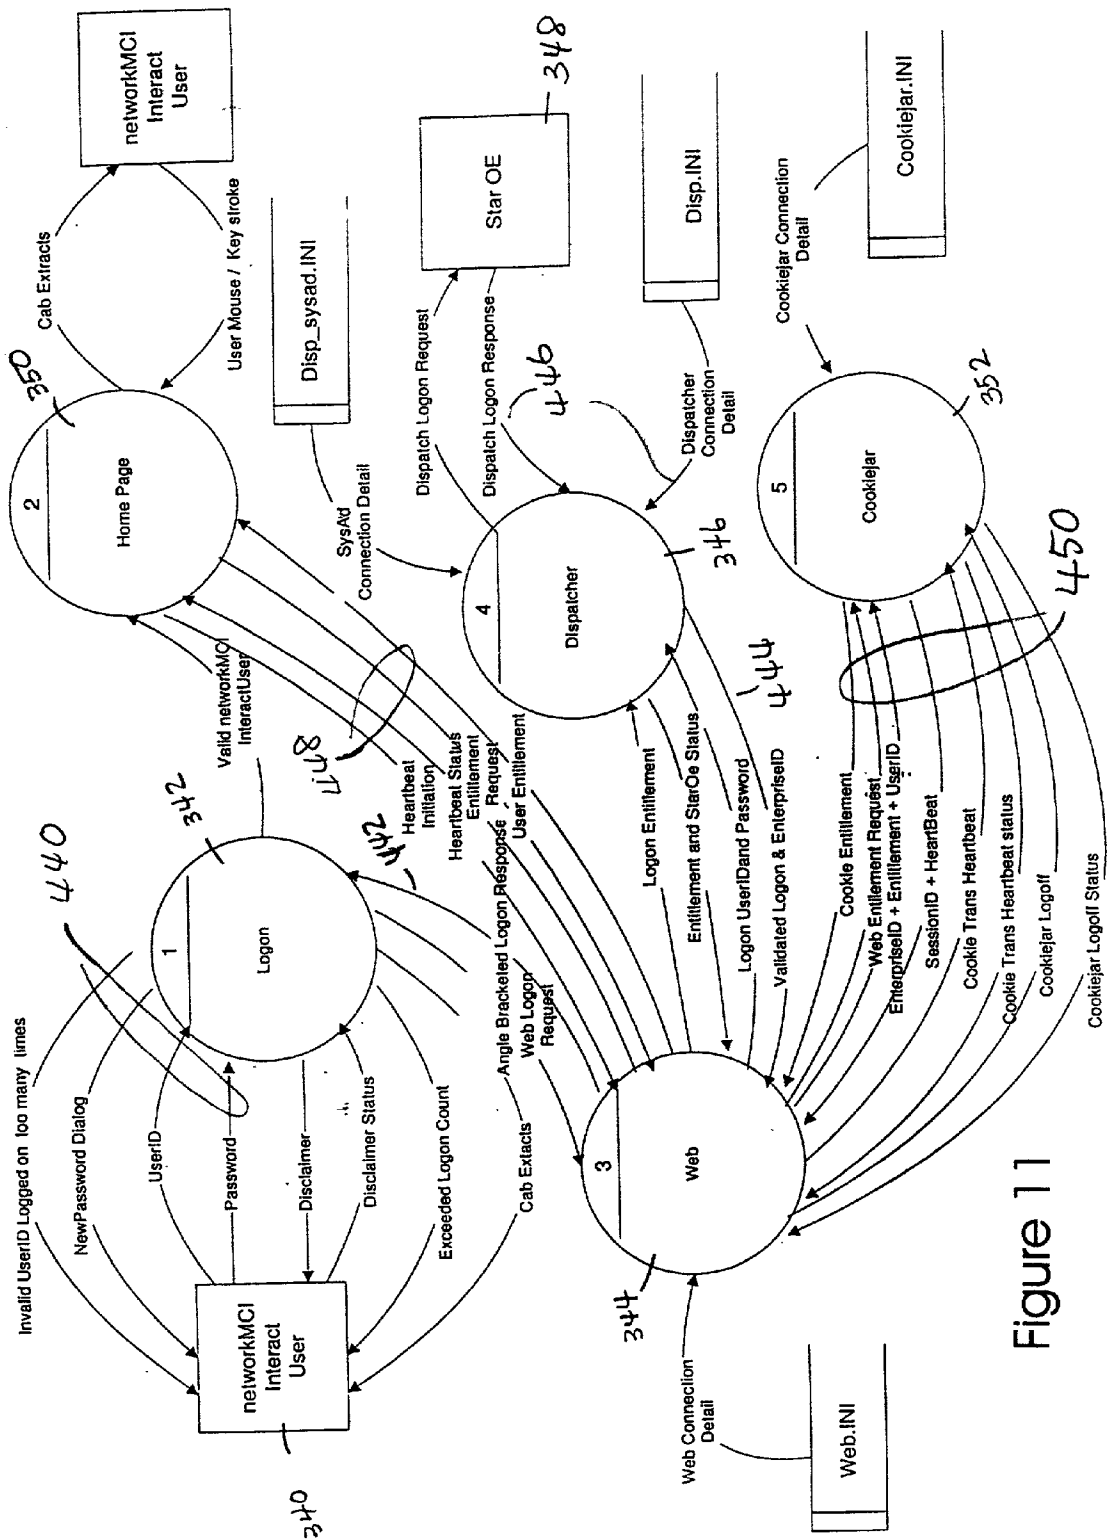 Invalid UserID Logged on too many times
NewPassword Dialog
UserID
Password
Disclaimer
Disclaimer Status
Exceeded Logon Count
Cab Extacts
networkMCI
Interact
User
340
440
1
Logon
342
Valid networkMCI
InteractUser
2
Home Page
350
Cab Extracts
User Mouse / Key stroke
networkMCI
Interact
User
448
442
Heartbeat
Initiation
Heartbeat Status
Entitlement
Request
User Entitlement
Angle Bracketed Logon Response
Web Logon
Request
Disp_sysad.INI
SysAd
Connection Detail
3
Web
344
Web Connection
Detail
Web.INI
4
Dispatcher
346
Logon Entitlement
Entitlement and StarOe Status
Logon UserIDand Password
Validated Logon & EnterpriseID
444
Dispatch Logon Request
Dispatch Logon Response
446
Star OE
348
Dispatcher
Connection
Detail
Disp.INI
5
Cookiejar
352
Cookie Entitlement
Web Entitlement Request
EnterpriseID + Entitlement + UserID
SessionID + HeartBeat
Cookie Trans Heartbeat
Cookie Trans Heartbeat status
Cookiejar Logoff
Cookiejar Logoff Status
450
Cookiejar Connection
Detail
Cookiejar.INI
Figure 11